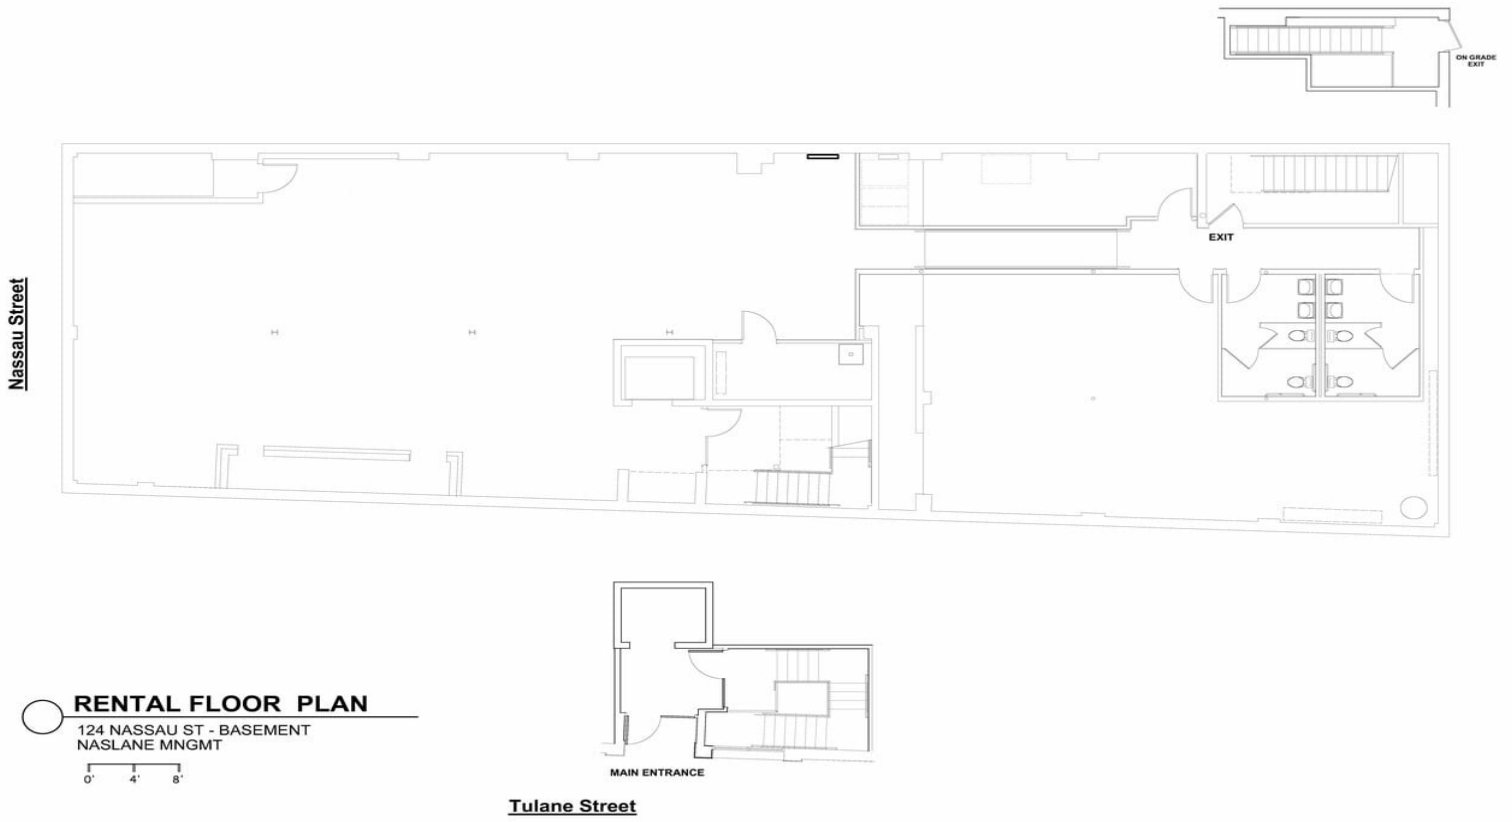 ON GRADE
EXIT
EXIT
Nassau Street
RENTAL FLOOR PLAN
124 NASSAU ST - BASEMENT
NASLANE MNGMT
0' 4' 8'
MAIN ENTRANCE
Tulane Street